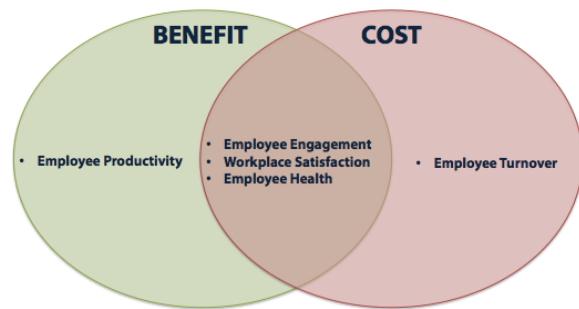 BENEFIT
COST
• Employee Productivity
• Employee Engagement
• Workplace Satisfaction
• Employee Health
• Employee Turnover